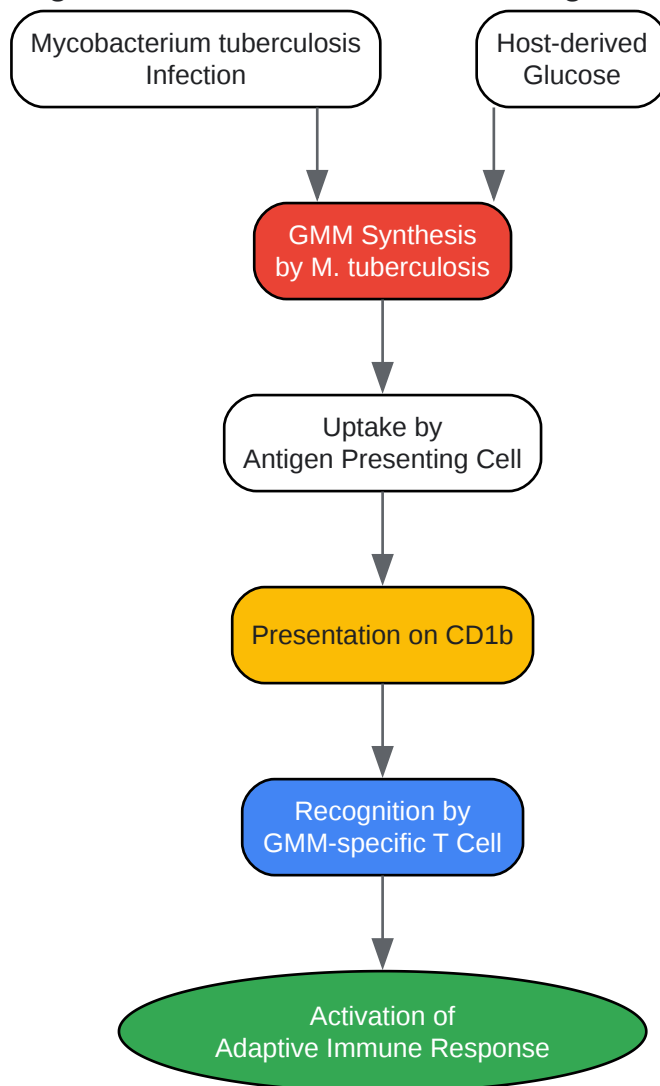 Mycobacterium tuberculosis
Infection
Host-derived
Glucose
GMM Synthesis
by M. tuberculosis
Uptake by
Antigen Presenting Cell
Presentation on CD1b
Recognition by
GMM-specific T Cell
Activation of
Adaptive Immune Response